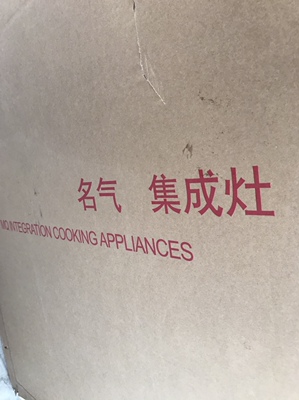 名气 集成灶
INTEGRATION COOKING APPLIANCES